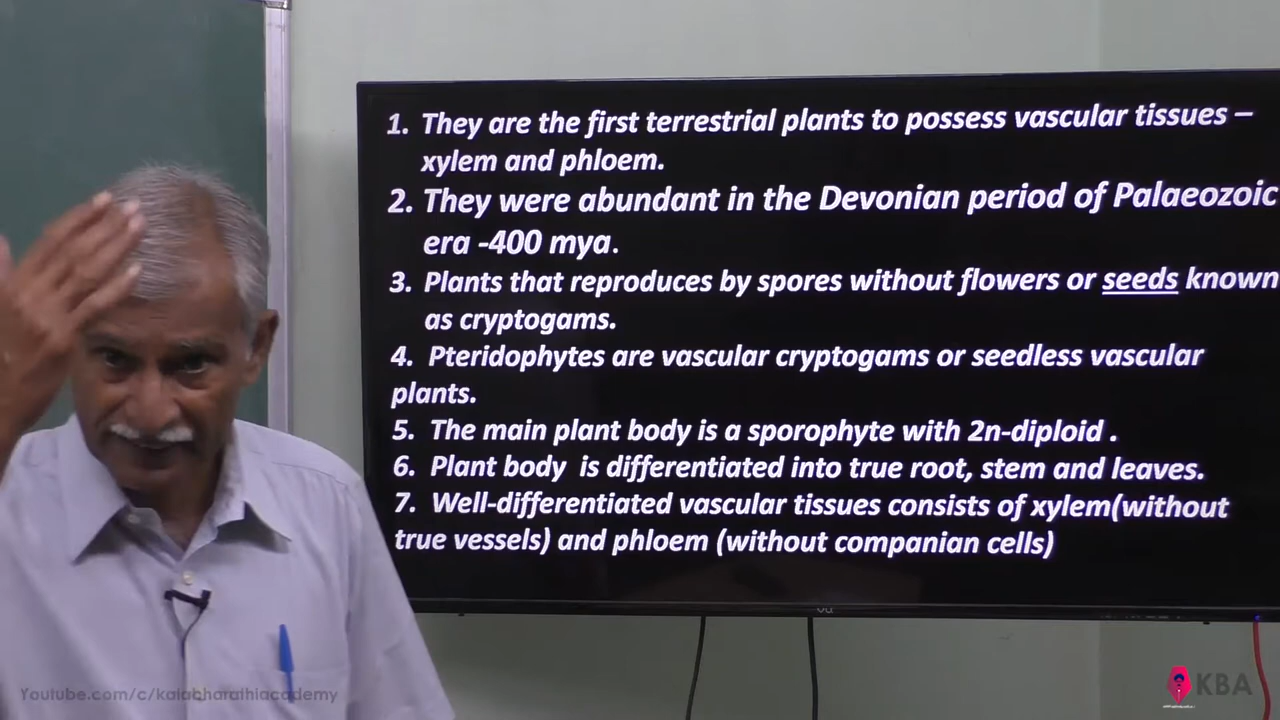 1. They are the first terrestrial plants to possess vascular tissues –
xylem and phloem.
2. They were abundant in the Devonian period of Palaeozoic
era -400 mya.
3. Plants that reproduces by spores without flowers or seeds known
as cryptogams.
4. Pteridophytes are vascular cryptogams or seedless vascular
plants.
5. The main plant body is a sporophyte with 2n-diploid .
6. Plant body is differentiated into true root, stem and leaves.
7. Well-differentiated vascular tissues consists of xylem(without
true vessels) and phloem (without companian cells)
VU
Youtube.com/c/kalabharathiacademy
KBA